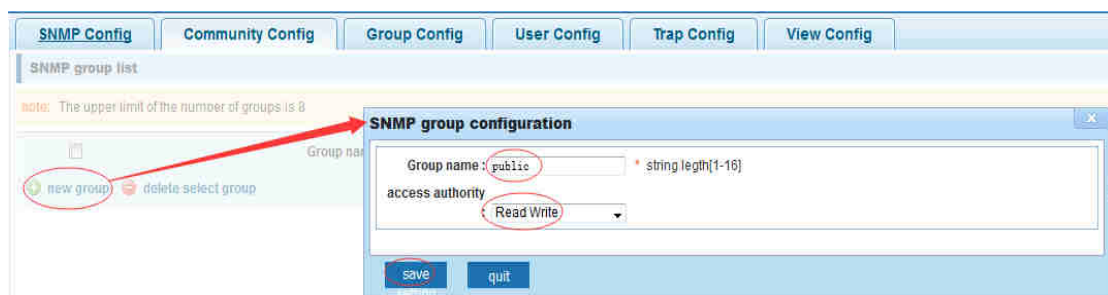 SNMP Config Community Config Group Config User Config Trap Config View Config
SNMP group list
note: The upper limit of the number of groups is 8
SNMP group configuration
Group nam
Group name : public * string legth[1-16]
new group delete select group
access authority
: Read Write
save quit